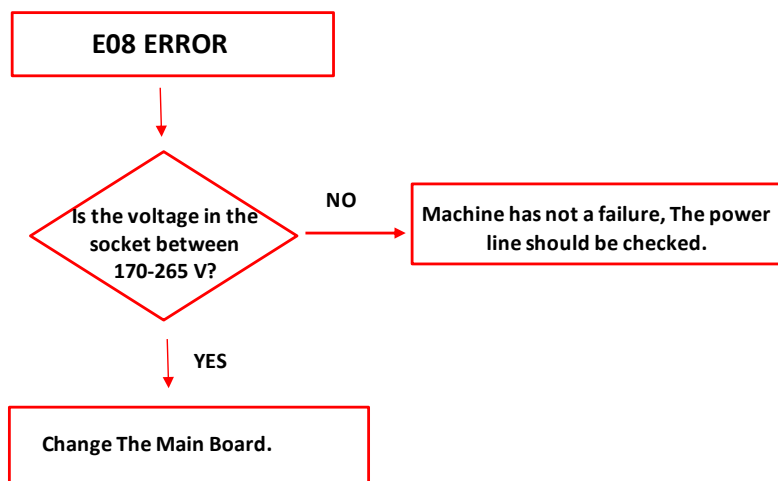 E08 ERROR
Is the voltage in the
socket between
170-265 V?
NO
Machine has not a failure, The power
line should be checked.
YES
Change The Main Board.